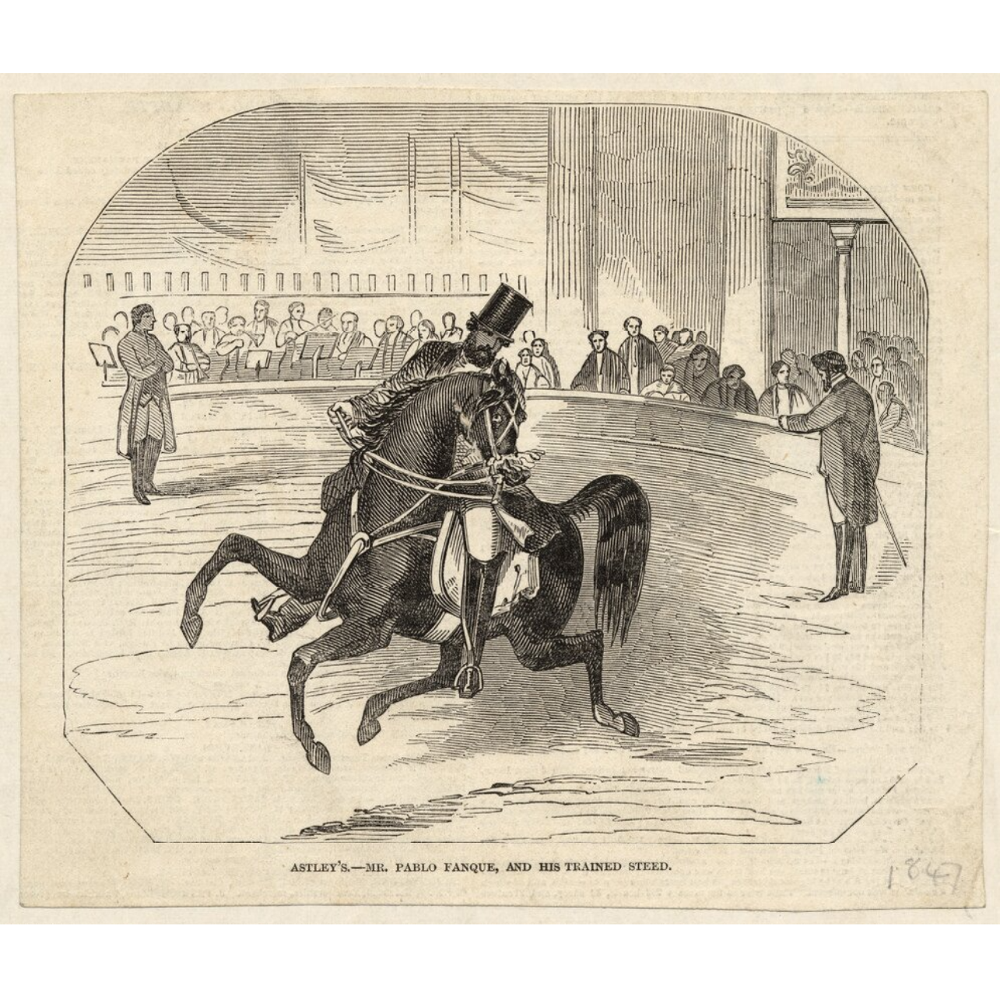 ASTLEY'S.—MR. PABLO FANQUE, AND HIS TRAINED STEED.
1847